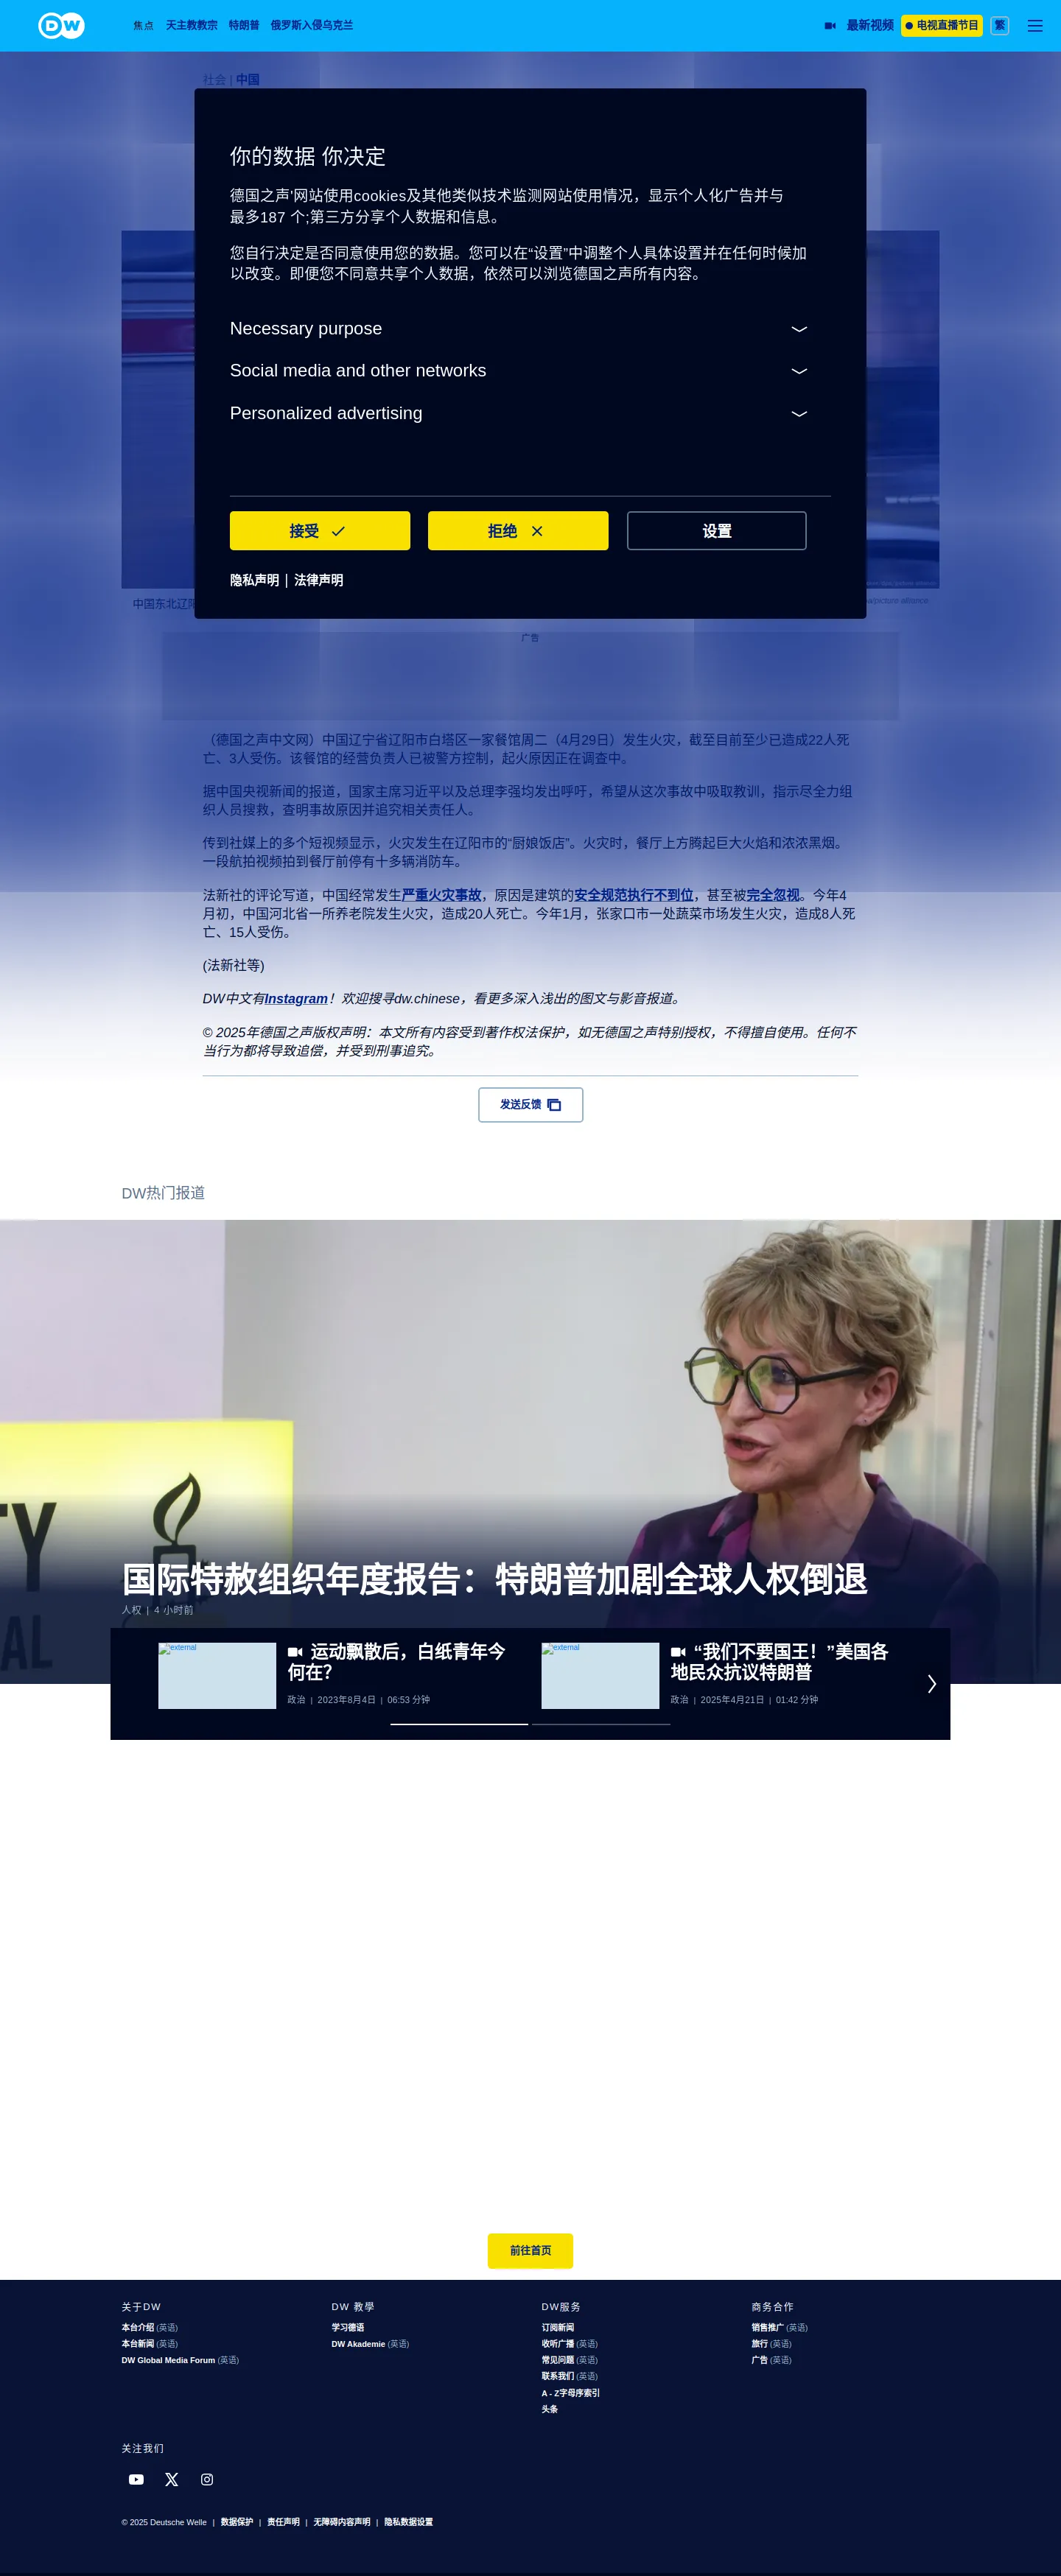 DW
焦点 天主教教宗 特朗普 俄罗斯入侵乌克兰
最新视频 电视直播节目 繁
社会 | 中国
你的数据 你决定
德国之声'网站使用cookies及其他类似技术监测网站使用情况，显示个人化广告并与
最多187 个;第三方分享个人数据和信息。
您自行决定是否同意使用您的数据。您可以在“设置”中调整个人具体设置并在任何时候加
以改变。即便您不同意共享个人数据，依然可以浏览德国之声所有内容。
Necessary purpose
Social media and other networks
Personalized advertising
接受 拒绝 设置
隐私声明 | 法律声明
中国东北辽阳
picture alliance
广告
（德国之声中文网）中国辽宁省辽阳市白塔区一家餐馆周二（4月29日）发生火灾，截至目前至少已造成22人死
亡、3人受伤。该餐馆的经营负责人已被警方控制，起火原因正在调查中。
据中国央视新闻的报道，国家主席习近平以及总理李强均发出呼吁，希望从这次事故中吸取教训，指示尽全力组
织人员搜救，查明事故原因并追究相关责任人。
传到社媒上的多个短视频显示，火灾发生在辽阳市的“厨娘饭店”。火灾时，餐厅上方腾起巨大火焰和浓浓黑烟。
一段航拍视频拍到餐厅前停有十多辆消防车。
法新社的评论写道，中国经常发生严重火灾事故，原因是建筑的安全规范执行不到位，甚至被完全忽视。今年4
月初，中国河北省一所养老院发生火灾，造成20人死亡。今年1月，张家口市一处蔬菜市场发生火灾，造成8人死
亡、15人受伤。
(法新社等)
DW中文有Instagram！欢迎搜寻dw.chinese，看更多深入浅出的图文与影音报道。
© 2025年德国之声版权声明：本文所有内容受到著作权法保护，如无德国之声特别授权，不得擅自使用。任何不
当行为都将导致追偿，并受到刑事追究。
发送反馈
DW热门报道
TY
AL
国际特赦组织年度报告：特朗普加剧全球人权倒退
人权 | 4 小时前
external
运动飘散后，白纸青年今
何在？
政治 | 2023年8月4日 | 06:53 分钟
external
“我们不要国王！”美国各
地民众抗议特朗普
政治 | 2025年4月21日 | 01:42 分钟
前往首页
关于DW
本台介绍 (英语)
本台新闻 (英语)
DW Global Media Forum (英语)
DW 教學
学习德语
DW Akademie (英语)
DW服务
订阅新闻
收听广播 (英语)
常见问题 (英语)
联系我们 (英语)
A - Z字母序索引
头条
商务合作
销售推广 (英语)
旅行 (英语)
广告 (英语)
关注我们
© 2025 Deutsche Welle | 数据保护 | 责任声明 | 无障碍内容声明 | 隐私数据设置